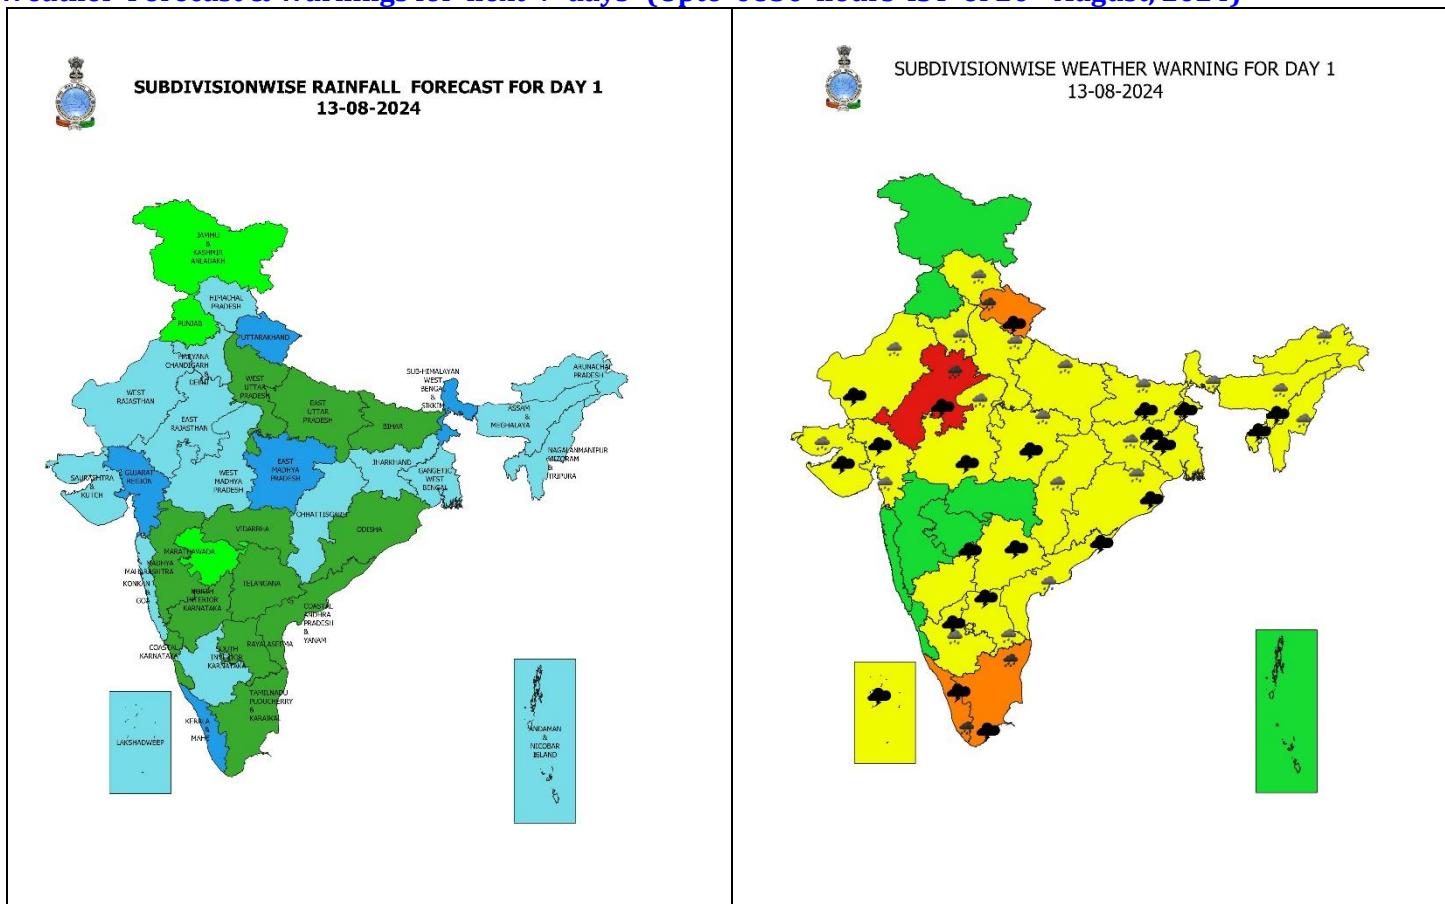 SUBDIVISIONWISE RAINFALL FORECAST FOR DAY 1
13-08-2024
JAMMU
&
KASHMIR
ANLADAKH
HIMACHAL
PRADESH
PUNJAB
UTTARAKHAND
HARYANA
CHANDIGARH
&
DELHI
WEST
UTTAR
PRADESH
SUB-HIMALAYAN
WEST
BENGAL
&
SIKKIM
ARUNACHAL
PRADESH
WEST
RAJASTHAN
EAST
UTTAR
PRADESH
ASSAM
&
MEGHALAYA
EAST
RAJASTHAN
BIHAR
NAGALANMANIPUR
MIZORAM
&
TRIPURA
JHARKHAND
GANGETIC
WEST
BENGAL
EAST
MADHYA
PRADESH
WEST
MADHYA
PRADESH
GUJARAT
REGION
SAURASHTRA
&
KUTCH
CHHATTISGARH
ODISHA
VIDARBHA
MARATHAWADA
MADHYA
MAHARASHTRA
KONKAN
&
GOA
TELANGANA
NORTH
INTERIOR
KARNATAKA
COASTAL
ANDHRA
PRADESH
&
YANAM
RAYALASEEMA
COASTAL
KARNATAKA
SOUTH
INTERIOR
KARNATAKA
TAMILNADU
PUDUCHERRY
&
KARAIKAL
KERALA
&
MAHE
LAKSHADWEEP
ANDAMAN
&
NICOBAR
ISLAND
SUBDIVISIONWISE WEATHER WARNING FOR DAY 1
13-08-2024